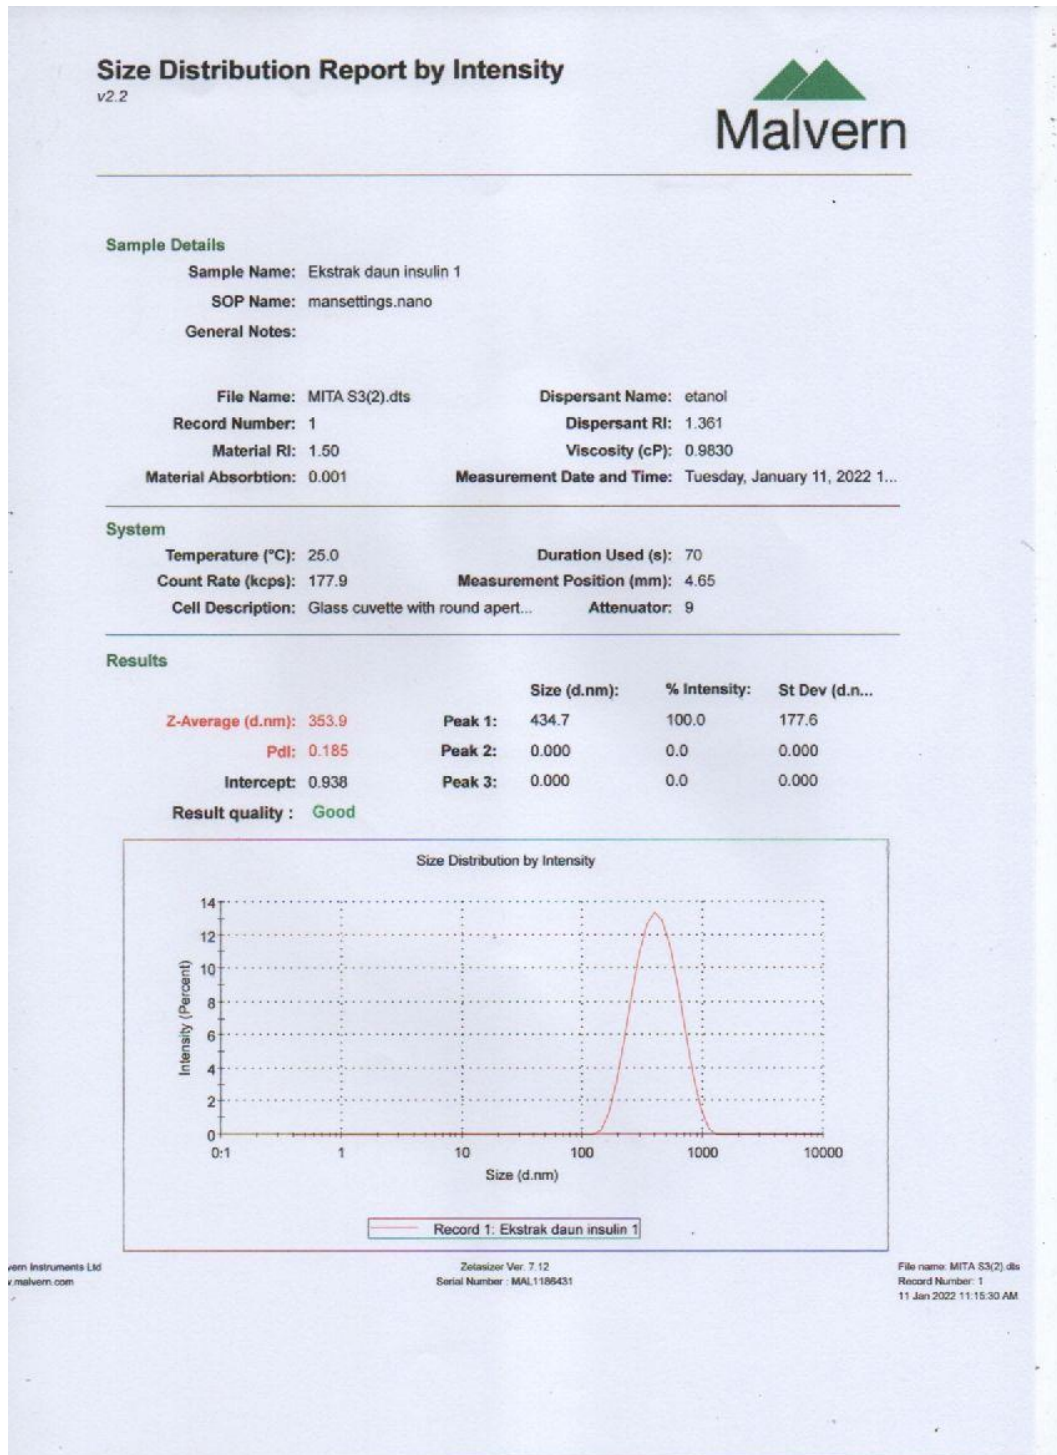 Size Distribution Report by Intensity
v2.2
Malvern
Sample Details
Sample Name: Ekstrak daun insulin 1
SOP Name: mansettings.nano
General Notes:
File Name: MITA S3(2).dts Dispersant Name: etanol
Record Number: 1 Dispersant RI: 1.361
Material RI: 1.50 Viscosity (cP): 0.9830
Material Absorbtion: 0.001 Measurement Date and Time: Tuesday, January 11, 2022 1...
System
Temperature (°C): 25.0 Duration Used (s): 70
Count Rate (kcps): 177.9 Measurement Position (mm): 4.65
Cell Description: Glass cuvette with round apert... Attenuator: 9
Results
Size (d.nm): % Intensity: St Dev (d.n...
Z-Average (d.nm): 353.9 Peak 1: 434.7 100.0 177.6
PdI: 0.185 Peak 2: 0.000 0.0 0.000
Intercept: 0.938 Peak 3: 0.000 0.0 0.000
Result quality : Good
Size Distribution by Intensity
Intensity (Percent)
14
12
10
8
6
4
2
0
0.1 1 10 100 1000 10000
Size (d.nm)
Record 1: Ekstrak daun insulin 1
vern Instruments Ltd Zetasizer Ver. 7.12 File name: MITA S3(2).dts
v.malvern.com Serial Number : MAL1186431 Record Number: 1
11 Jan 2022 11:15:30 AM